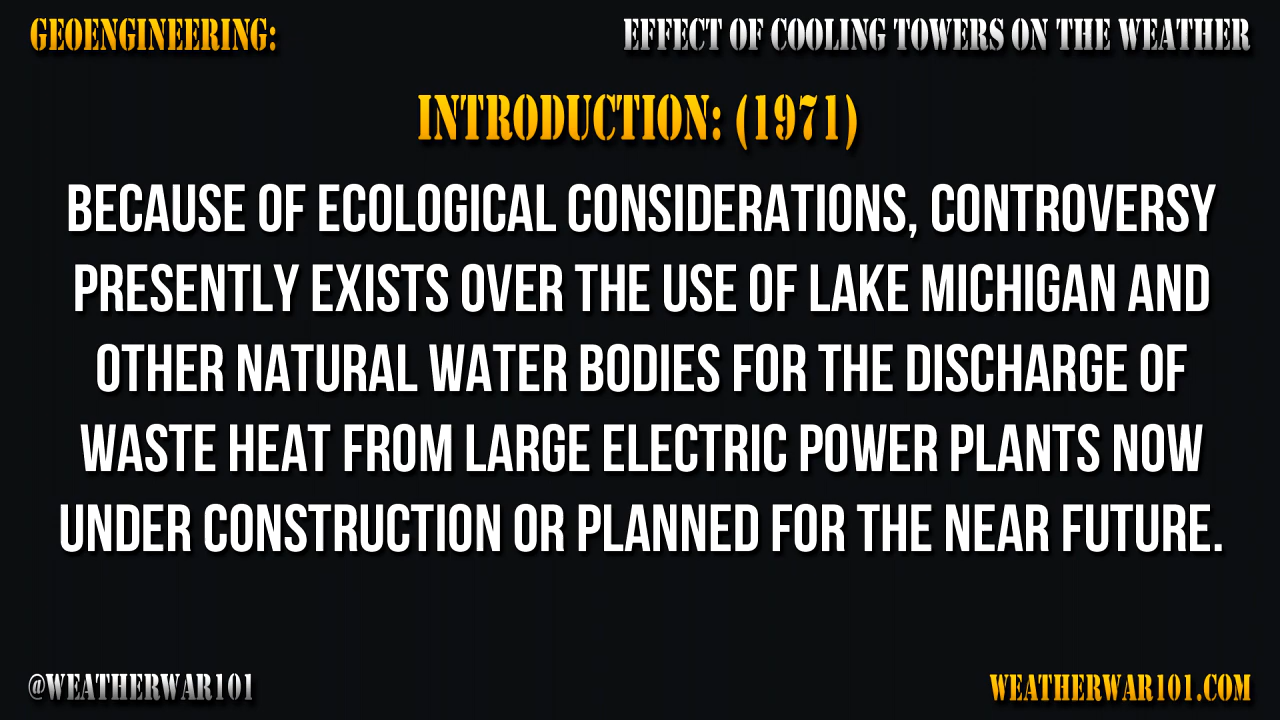 GEOENGINEERING:
EFFECT OF COOLING TOWERS ON THE WEATHER
INTRODUCTION: (1971)
BECAUSE OF ECOLOGICAL CONSIDERATIONS, CONTROVERSY
PRESENTLY EXISTS OVER THE USE OF LAKE MICHIGAN AND
OTHER NATURAL WATER BODIES FOR THE DISCHARGE OF
WASTE HEAT FROM LARGE ELECTRIC POWER PLANTS NOW
UNDER CONSTRUCTION OR PLANNED FOR THE NEAR FUTURE.
@WEATHERWAR101
WEATHERWAR101.COM